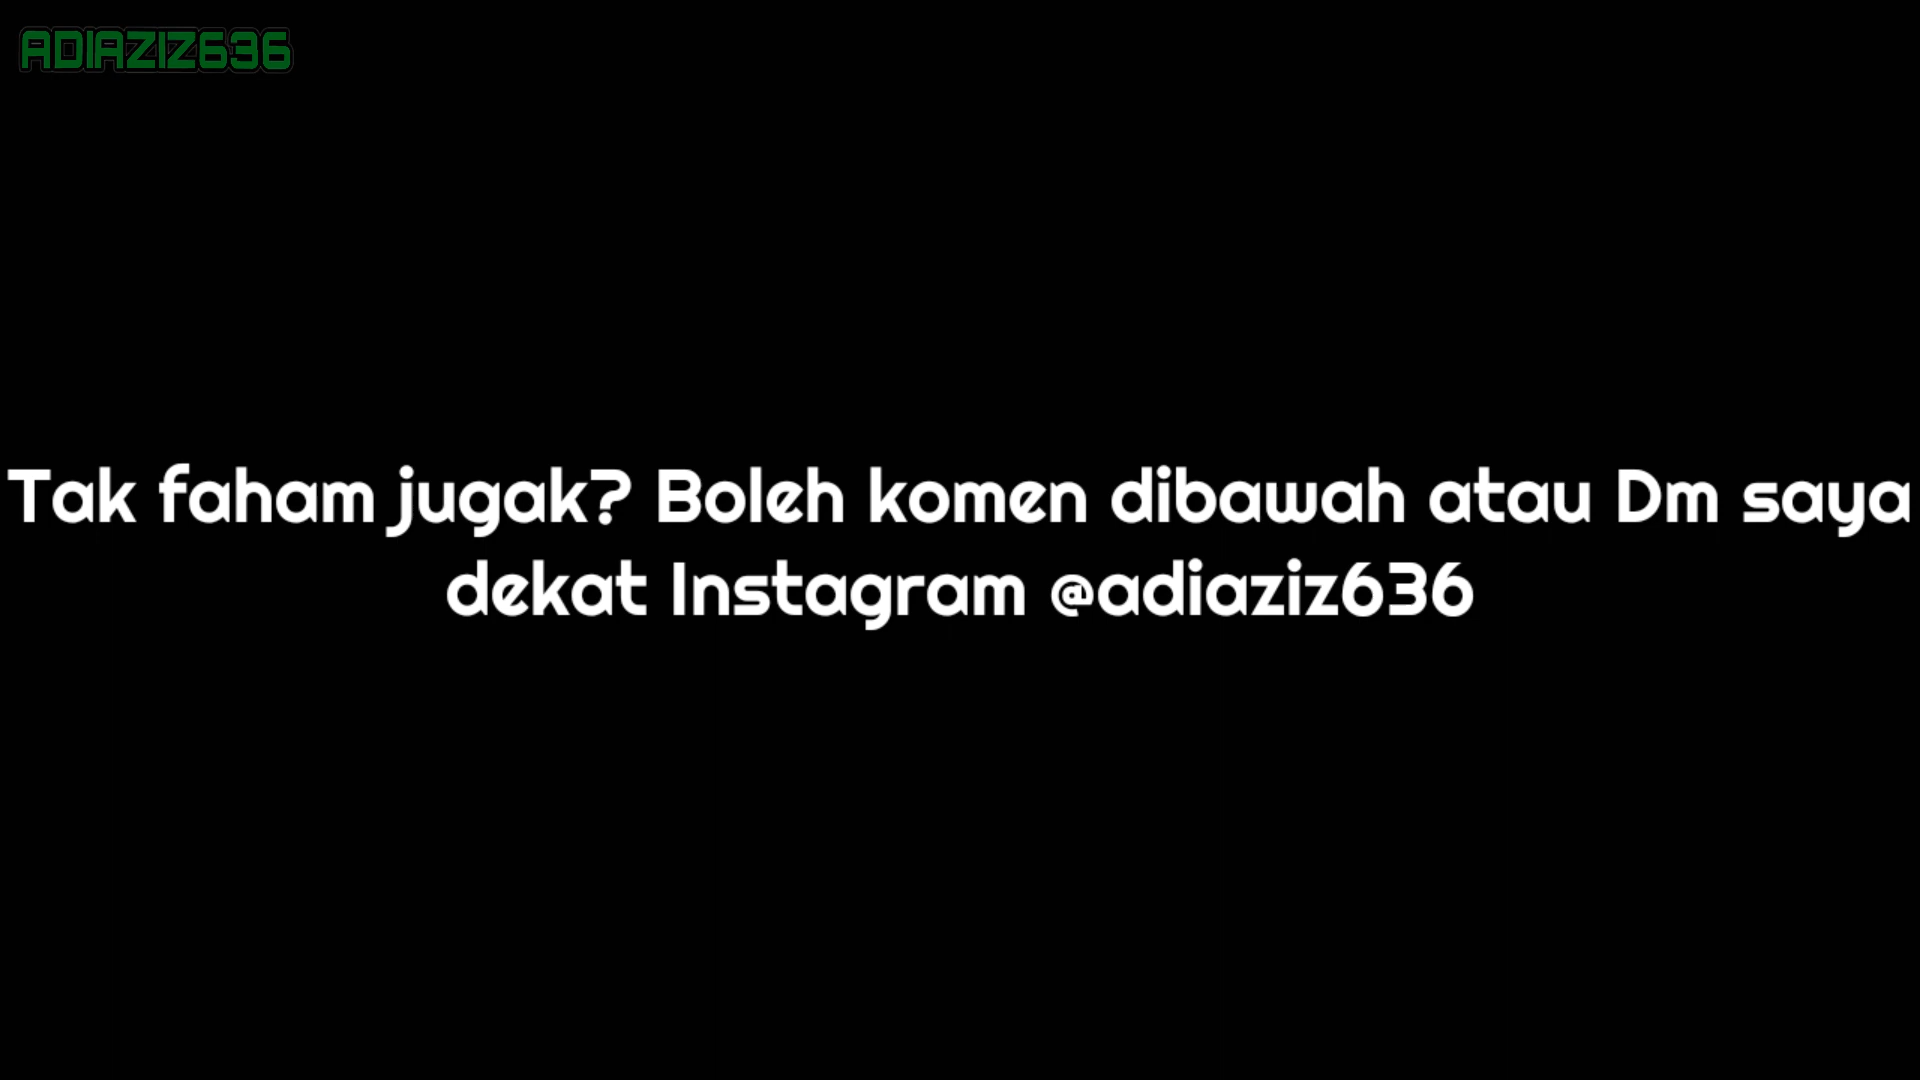 ADIAZIZ636
Tak faham jugak? Boleh komen dibawah atau Dm saya
dekat Instagram @adiaziz636